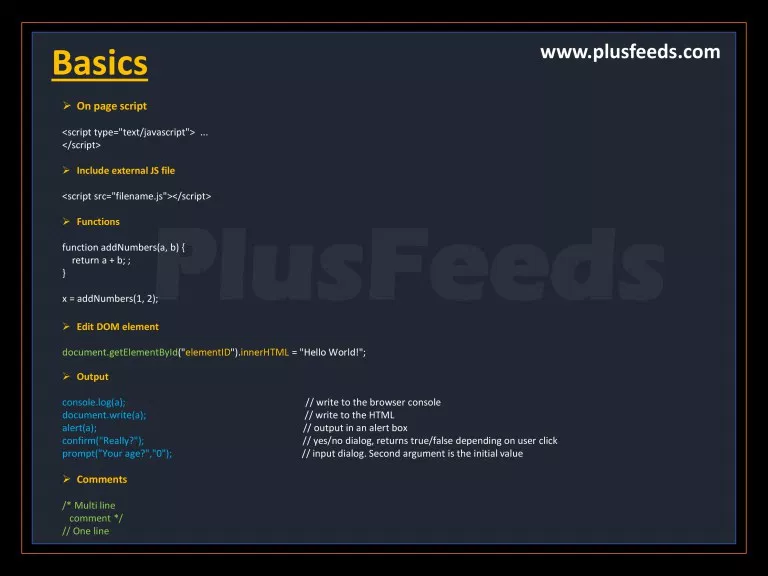 Basics
www.plusfeeds.com
➢ On page script
<script type="text/javascript"> ...
</script>
➢ Include external JS file
<script src="filename.js"></script>
➢ Functions
function addNumbers(a, b) {
return a + b; ;
}
x = addNumbers(1, 2);
PlusFeeds
➢ Edit DOM element
document.getElementById("elementID").innerHTML = "Hello World!";
➢ Output
console.log(a); // write to the browser console
document.write(a); // write to the HTML
alert(a); // output in an alert box
confirm("Really?"); // yes/no dialog, returns true/false depending on user click
prompt("Your age?","0"); // input dialog. Second argument is the initial value
➢ Comments
/* Multi line
comment */
// One line